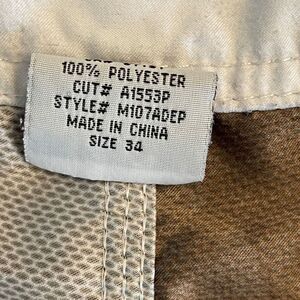 100% POLYESTER
CUT# A1553P
STYLE# M107ADEP
MADE IN CHINA
SIZE 34